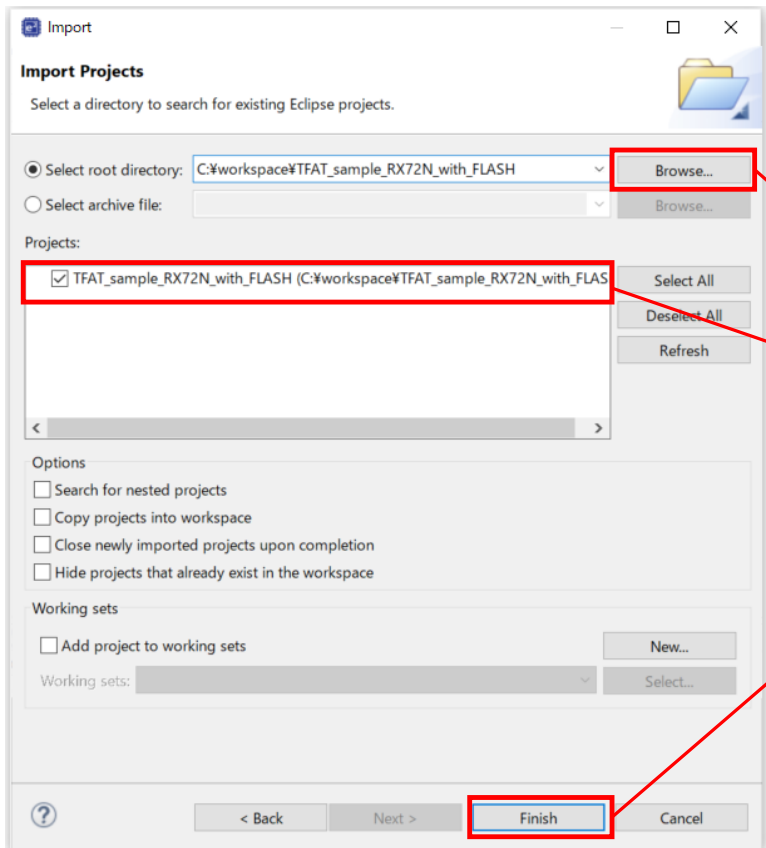 Import
Import Projects
Select a directory to search for existing Eclipse projects.
Select root directory: C:¥workspace¥TFAT_sample_RX72N_with_FLASH Browse...
Select archive file: Browse...
Projects:
TFAT_sample_RX72N_with_FLASH (C:¥workspace¥TFAT_sample_RX72N_with_FLAS Select All
Deselect All
Refresh
Options
Search for nested projects
Copy projects into workspace
Close newly imported projects upon completion
Hide projects that already exist in the workspace
Working sets
Add project to working sets New...
Working sets: Select...
? < Back Next > Finish Cancel